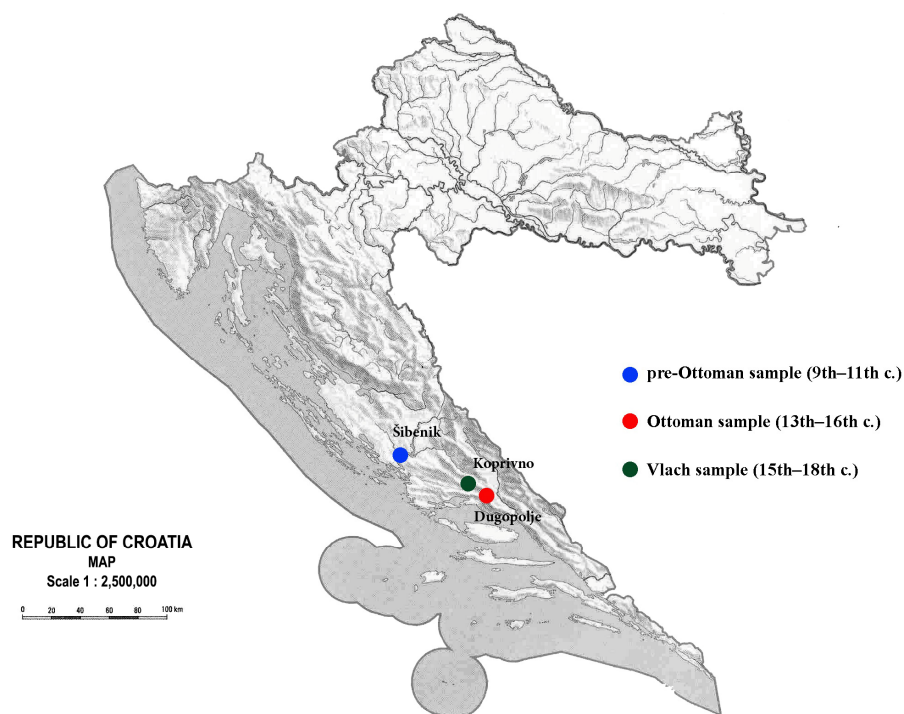 pre-Ottoman sample (9th–11th c.)
Ottoman sample (13th–16th c.)
Vlach sample (15th–18th c.)
Šibenik
Koprivno
Dugopolje
REPUBLIC OF CROATIA
MAP
Scale 1 : 2,500,000
0 20 40 60 80 100 km